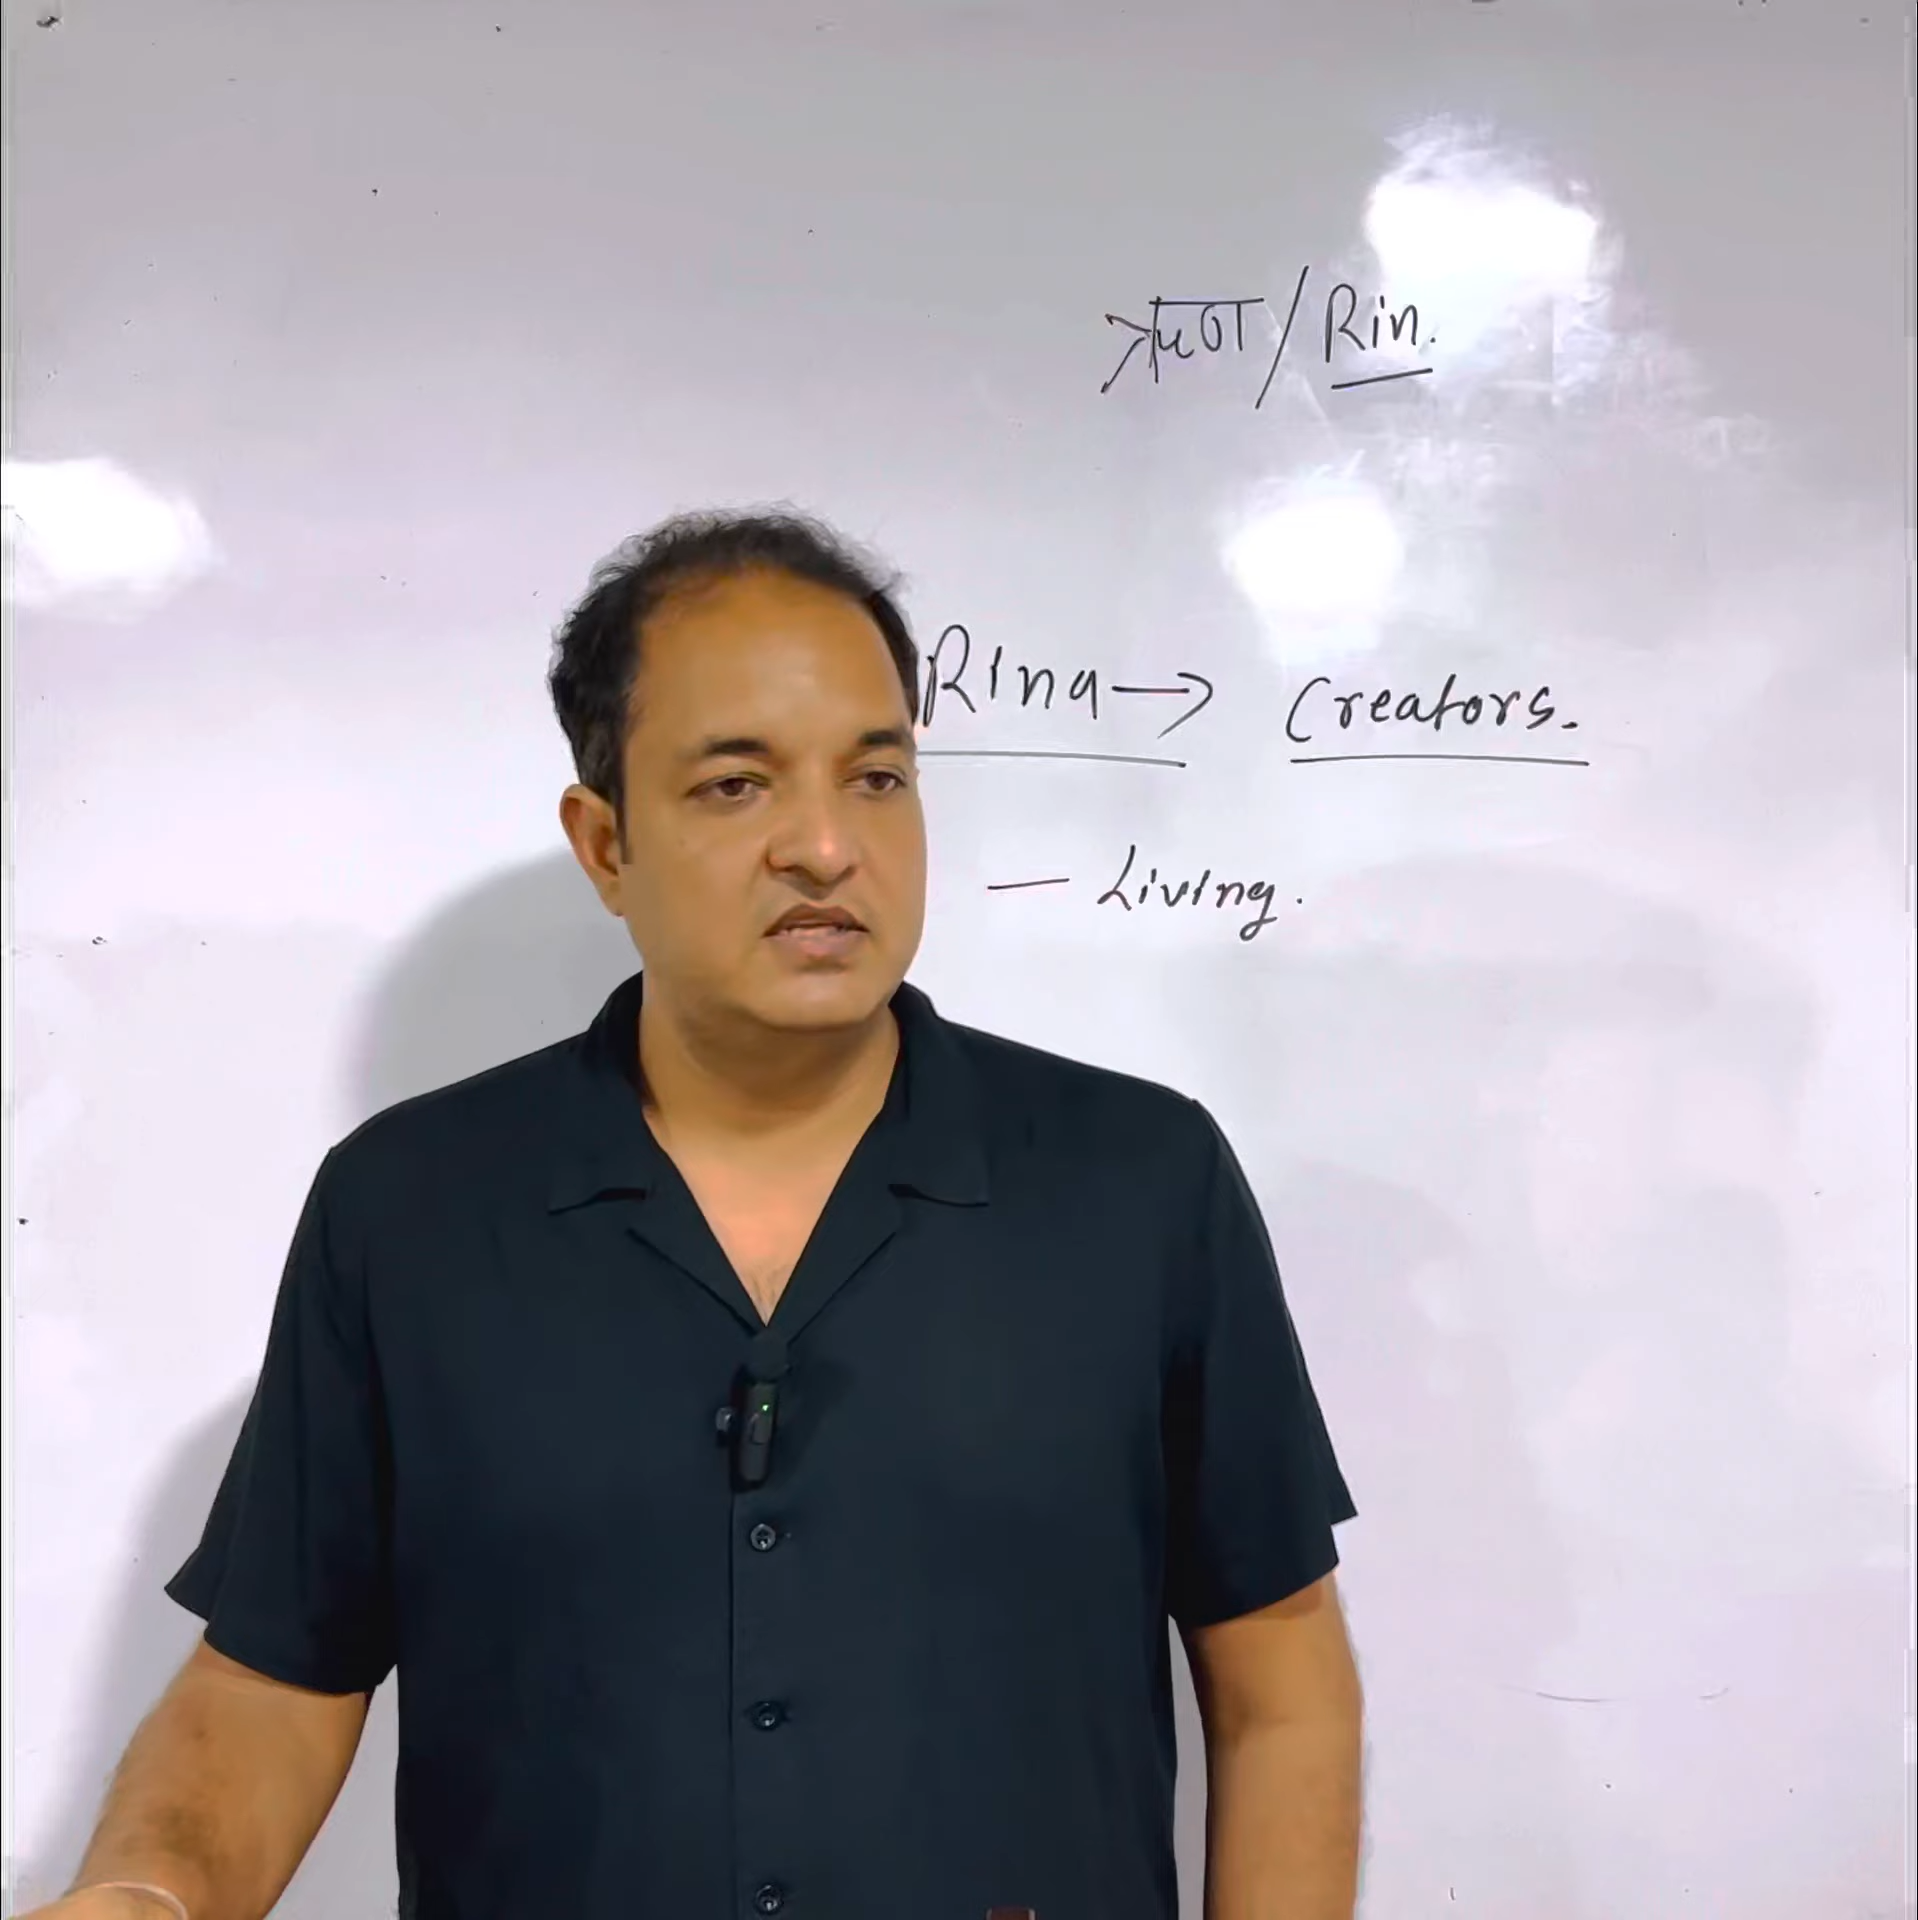 ऋण / Rin.
Rina → Creators.
— Living.